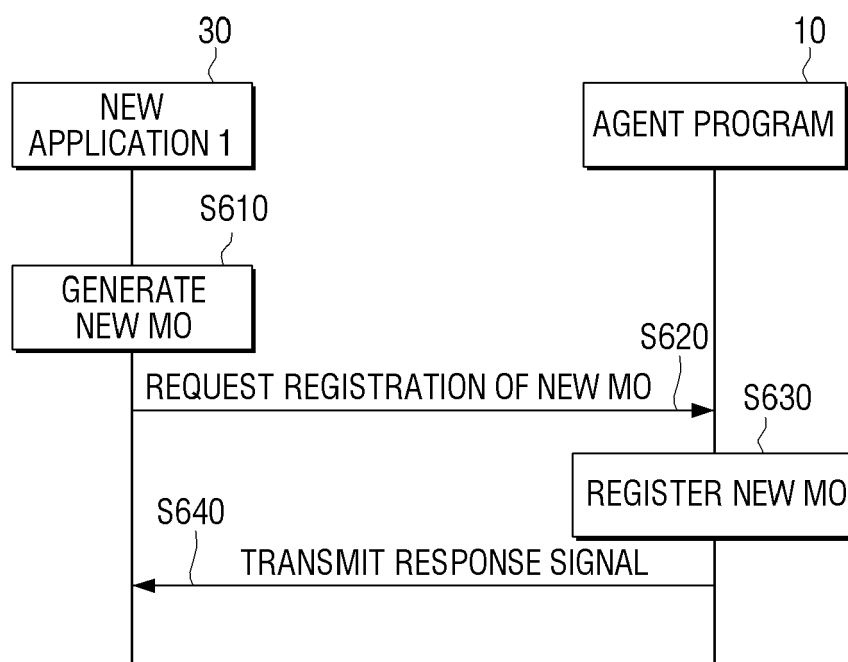 30
10
NEW
APPLICATION 1
AGENT PROGRAM
S610
GENERATE
NEW MO
S620
REQUEST REGISTRATION OF NEW MO
S630
REGISTER NEW MO
S640
TRANSMIT RESPONSE SIGNAL